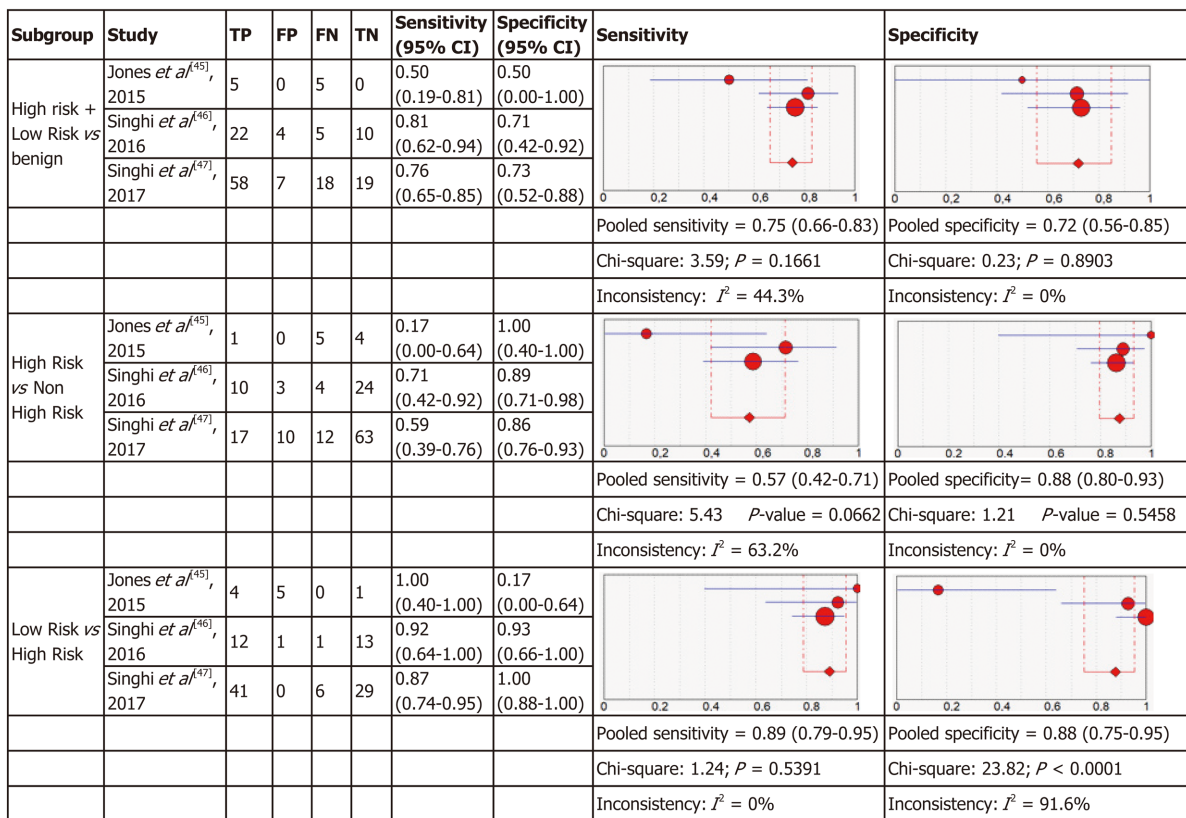 Subgroup Study TP FP FN TN Sensitivity (95% CI) Specificity (95% CI) Sensitivity Specificity
High risk + Low Risk vs benign
Jones et al[45], 2015 5 0 5 0 0.50 (0.19-0.81) 0.50 (0.00-1.00)
Singhi et al[46], 2016 22 4 5 10 0.81 (0.62-0.94) 0.71 (0.42-0.92)
Singhi et al[47], 2017 58 7 18 19 0.76 (0.65-0.85) 0.73 (0.52-0.88)
0 0,2 0,4 0,6 0.8 1
0 0,2 0,4 0,6 0.8 1
Pooled sensitivity = 0.75 (0.66-0.83) Pooled specificity = 0.72 (0.56-0.85)
Chi-square: 3.59; P = 0.1661 Chi-square: 0.23; P = 0.8903
Inconsistency: I² = 44.3% Inconsistency: I² = 0%
High Risk vs Non High Risk
Jones et al[45], 2015 1 0 5 4 0.17 (0.00-0.64) 1.00 (0.40-1.00)
Singhi et al[46], 2016 10 3 4 24 0.71 (0.42-0.92) 0.89 (0.71-0.98)
Singhi et al[47], 2017 17 10 12 63 0.59 (0.39-0.76) 0.86 (0.76-0.93)
0 0,2 0,4 0,6 0.8 1
0 0.2 0.4 0.6 0.8 1
Pooled sensitivity = 0.57 (0.42-0.71) Pooled specificity= 0.88 (0.80-0.93)
Chi-square: 5.43 P-value = 0.0662 Chi-square: 1.21 P-value = 0.5458
Inconsistency: I² = 63.2% Inconsistency: I² = 0%
Low Risk vs High Risk
Jones et al[45], 2015 4 5 0 1 1.00 (0.40-1.00) 0.17 (0.00-0.64)
Singhi et al[46], 2016 12 1 1 13 0.92 (0.64-1.00) 0.93 (0.66-1.00)
Singhi et al[47], 2017 41 0 6 29 0.87 (0.74-0.95) 1.00 (0.88-1.00)
0 0.2 0.4 0.6 0.8 1
0 0.2 0.4 0.6 0.8 1
Pooled sensitivity = 0.89 (0.79-0.95) Pooled specificity = 0.88 (0.75-0.95)
Chi-square: 1.24; P = 0.5391 Chi-square: 23.82; P < 0.0001
Inconsistency: I² = 0% Inconsistency: I² = 91.6%